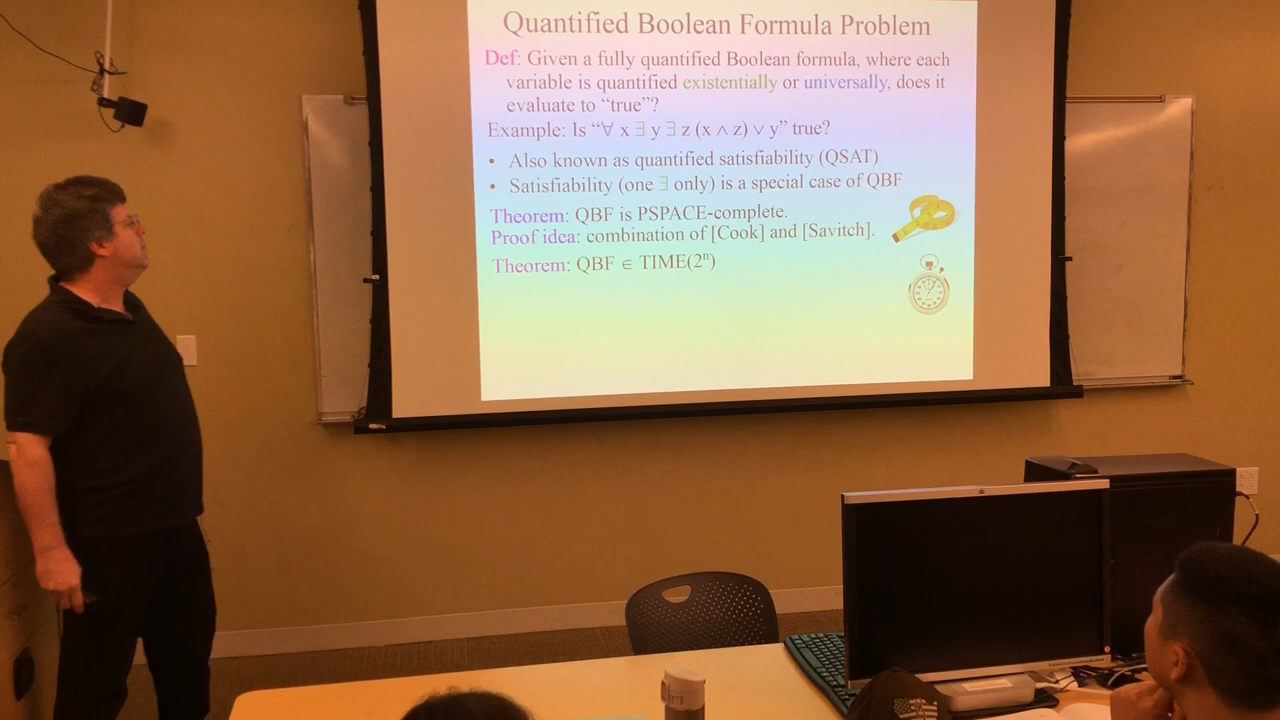 Quantified Boolean Formula Problem
Def: Given a fully quantified Boolean formula, where each
variable is quantified existentially or universally, does it
evaluate to “true”?
Example: Is “∀ x ∃ y ∃ z (x ∧ z) ∨ y” true?
• Also known as quantified satisfiability (QSAT)
• Satisfiability (one ∃ only) is a special case of QBF
Theorem: QBF is PSPACE-complete.
Proof idea: combination of [Cook] and [Savitch].
Theorem: QBF ∈ TIME(2ⁿ)